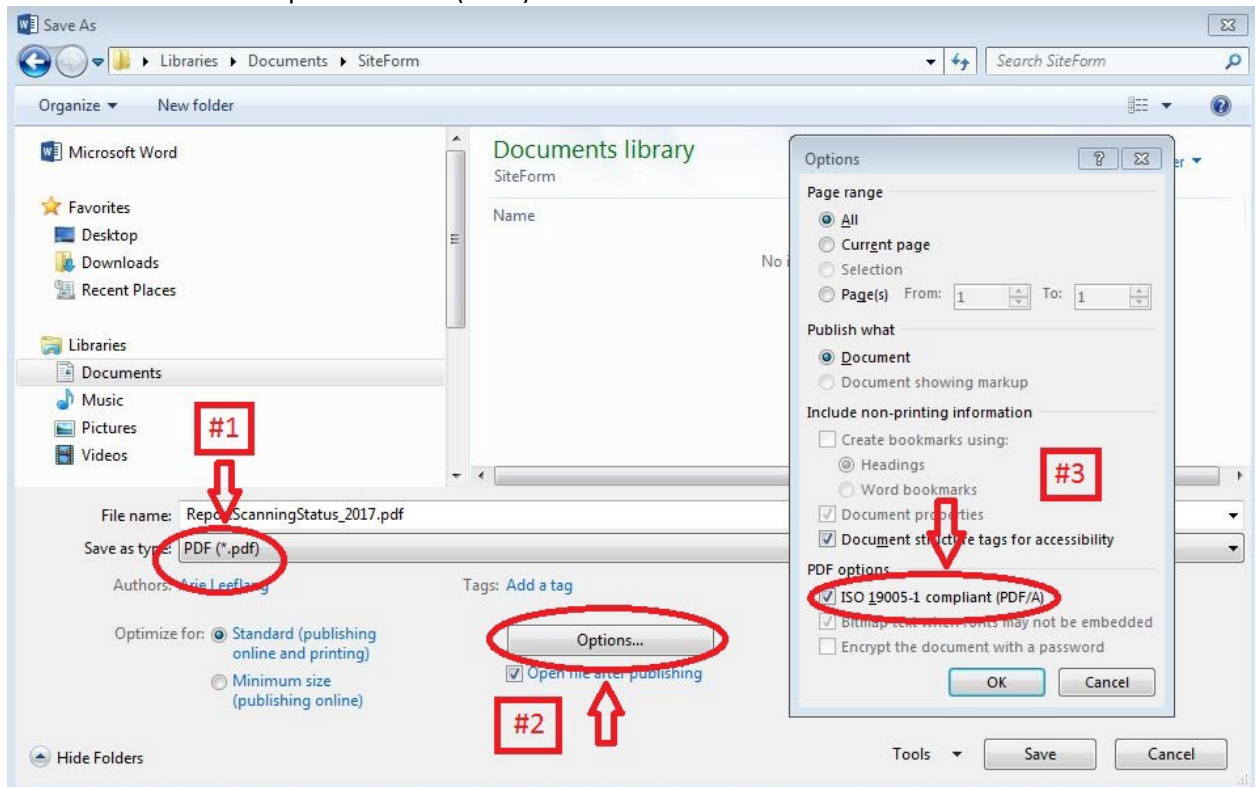 Save As
Libraries ▸ Documents ▸ SiteForm
Search SiteForm
Organize
New folder
Microsoft Word
Favorites
Desktop
Downloads
Recent Places
Libraries
Documents
Music
Pictures
Videos
Documents library
SiteForm
Name
Options
Page range
All
Current page
Selection
Page(s) From: 1 To: 1
Publish what
Document
Document showing markup
Include non-printing information
Create bookmarks using:
Headings
Word bookmarks
Document properties
Document structure tags for accessibility
PDF options
ISO 19005-1 compliant (PDF/A)
Bitmap text when fonts may not be embedded
Encrypt the document with a password
OK Cancel
#1
#3
File name: ReportScanningStatus_2017.pdf
Save as type: PDF (*.pdf)
Authors: Arie Leeflang
Tags: Add a tag
Optimize for: Standard (publishing
online and printing)
Minimum size
(publishing online)
Options...
Open file after publishing
#2
Hide Folders
Tools Save Cancel